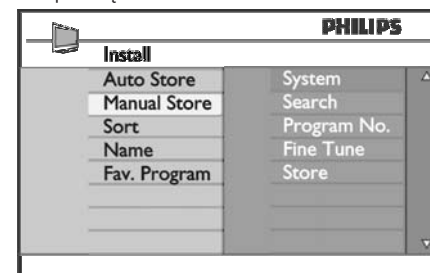 PHILIPS
Install
Auto Store
Manual Store
Sort
Name
Fav. Program
System
Search
Program No.
Fine Tune
Store